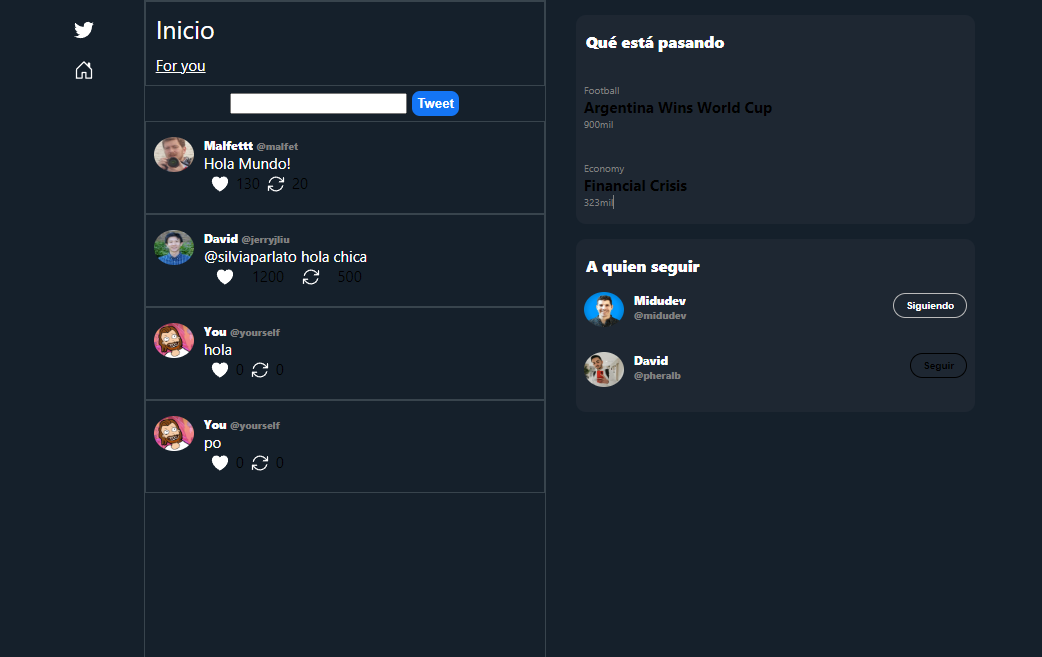 Inicio
For you
Tweet
Malfettt @malfet
Hola Mundo!
130 20
David @jerryjliu
@silviaparlato hola chica
1200 500
You @yourself
hola
0 0
You @yourself
po
0 0
Qué está pasando
Football
Argentina Wins World Cup
900mil
Economy
Financial Crisis
323mil
A quien seguir
Midudev
@midudev
Siguiendo
David
@pheralb
Seguir